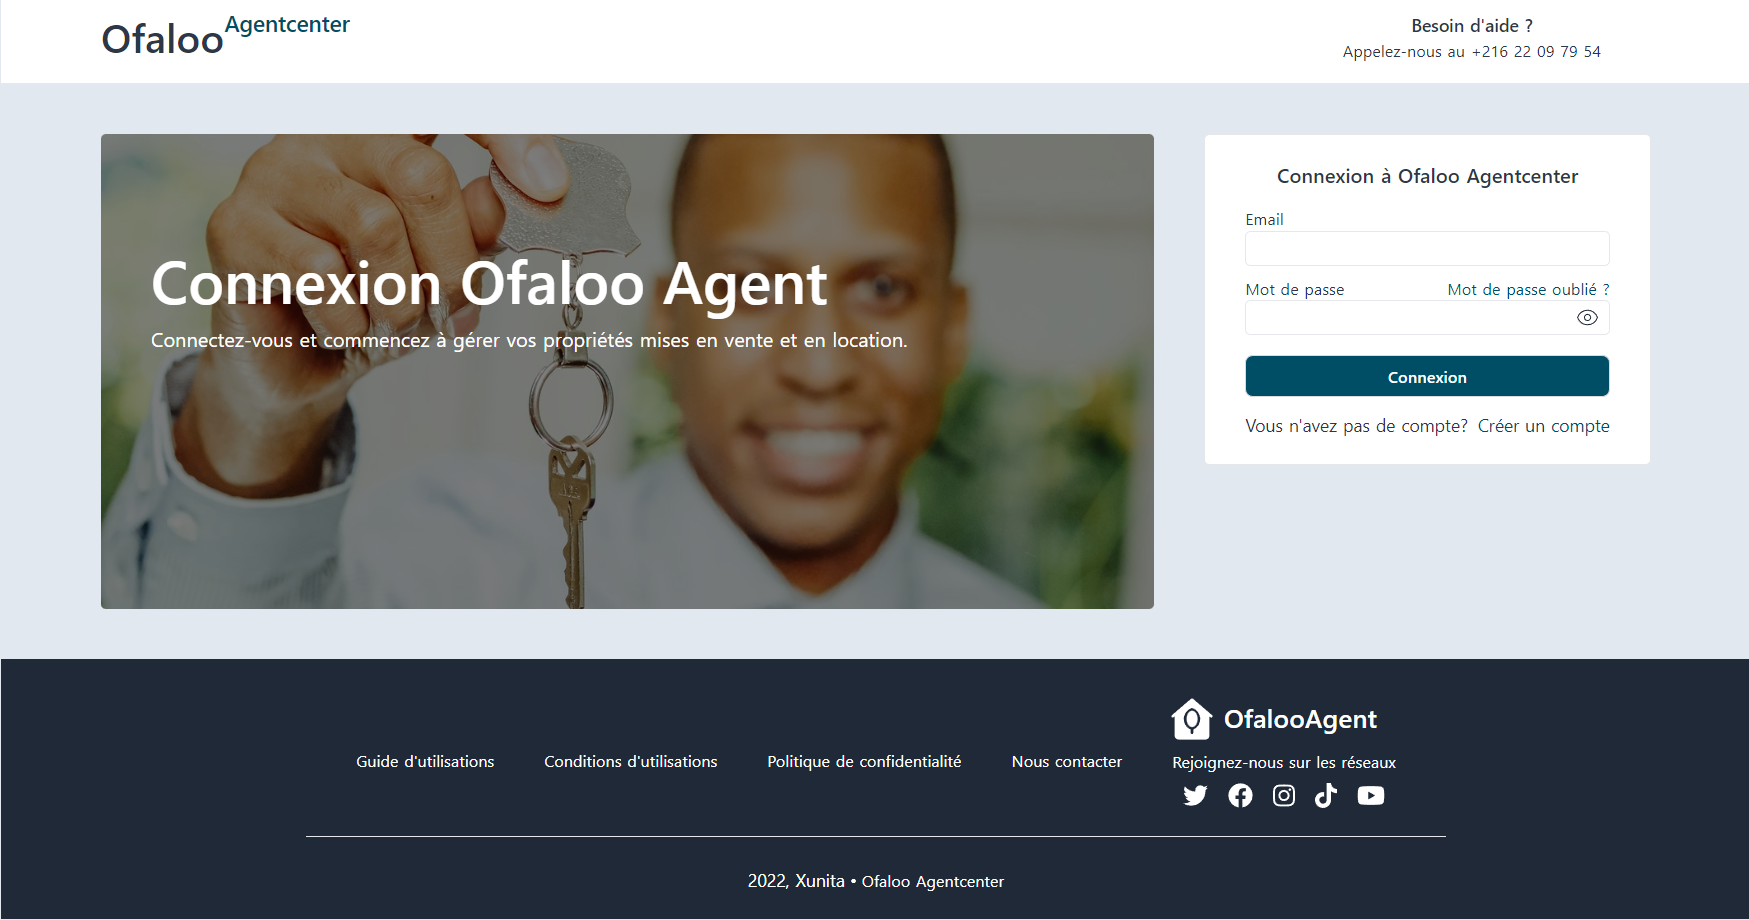 Ofaloo Agentcenter
Besoin d'aide ?
Appelez-nous au +216 22 09 79 54
Connexion Ofaloo Agent
Connectez-vous et commencez à gérer vos propriétés mises en vente et en location.
Connexion à Ofaloo Agentcenter
Email
Mot de passe Mot de passe oublié ?
Connexion
Vous n'avez pas de compte? Créer un compte
Guide d'utilisations Conditions d'utilisations Politique de confidentialité Nous contacter
OfalooAgent
Rejoignez-nous sur les réseaux
2022, Xunita • Ofaloo Agentcenter